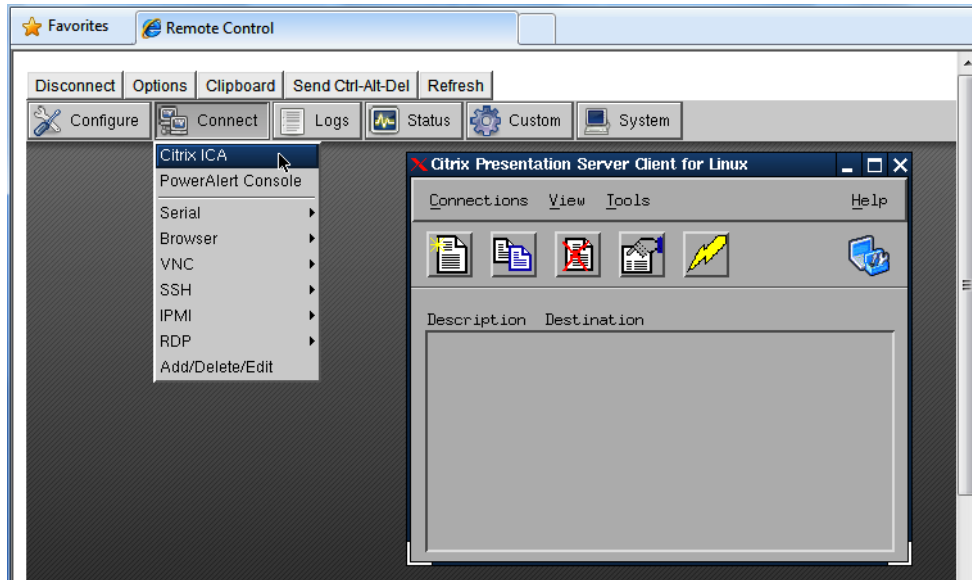 Favorites Remote Control
Disconnect Options Clipboard Send Ctrl-Alt-Del Refresh
Configure Connect Logs Status Custom System
Citrix ICA
PowerAlert Console
Serial
Browser
VNC
SSH
IPMI
RDP
Add/Delete/Edit
Citrix Presentation Server Client for Linux
Connections View Tools Help
Description Destination